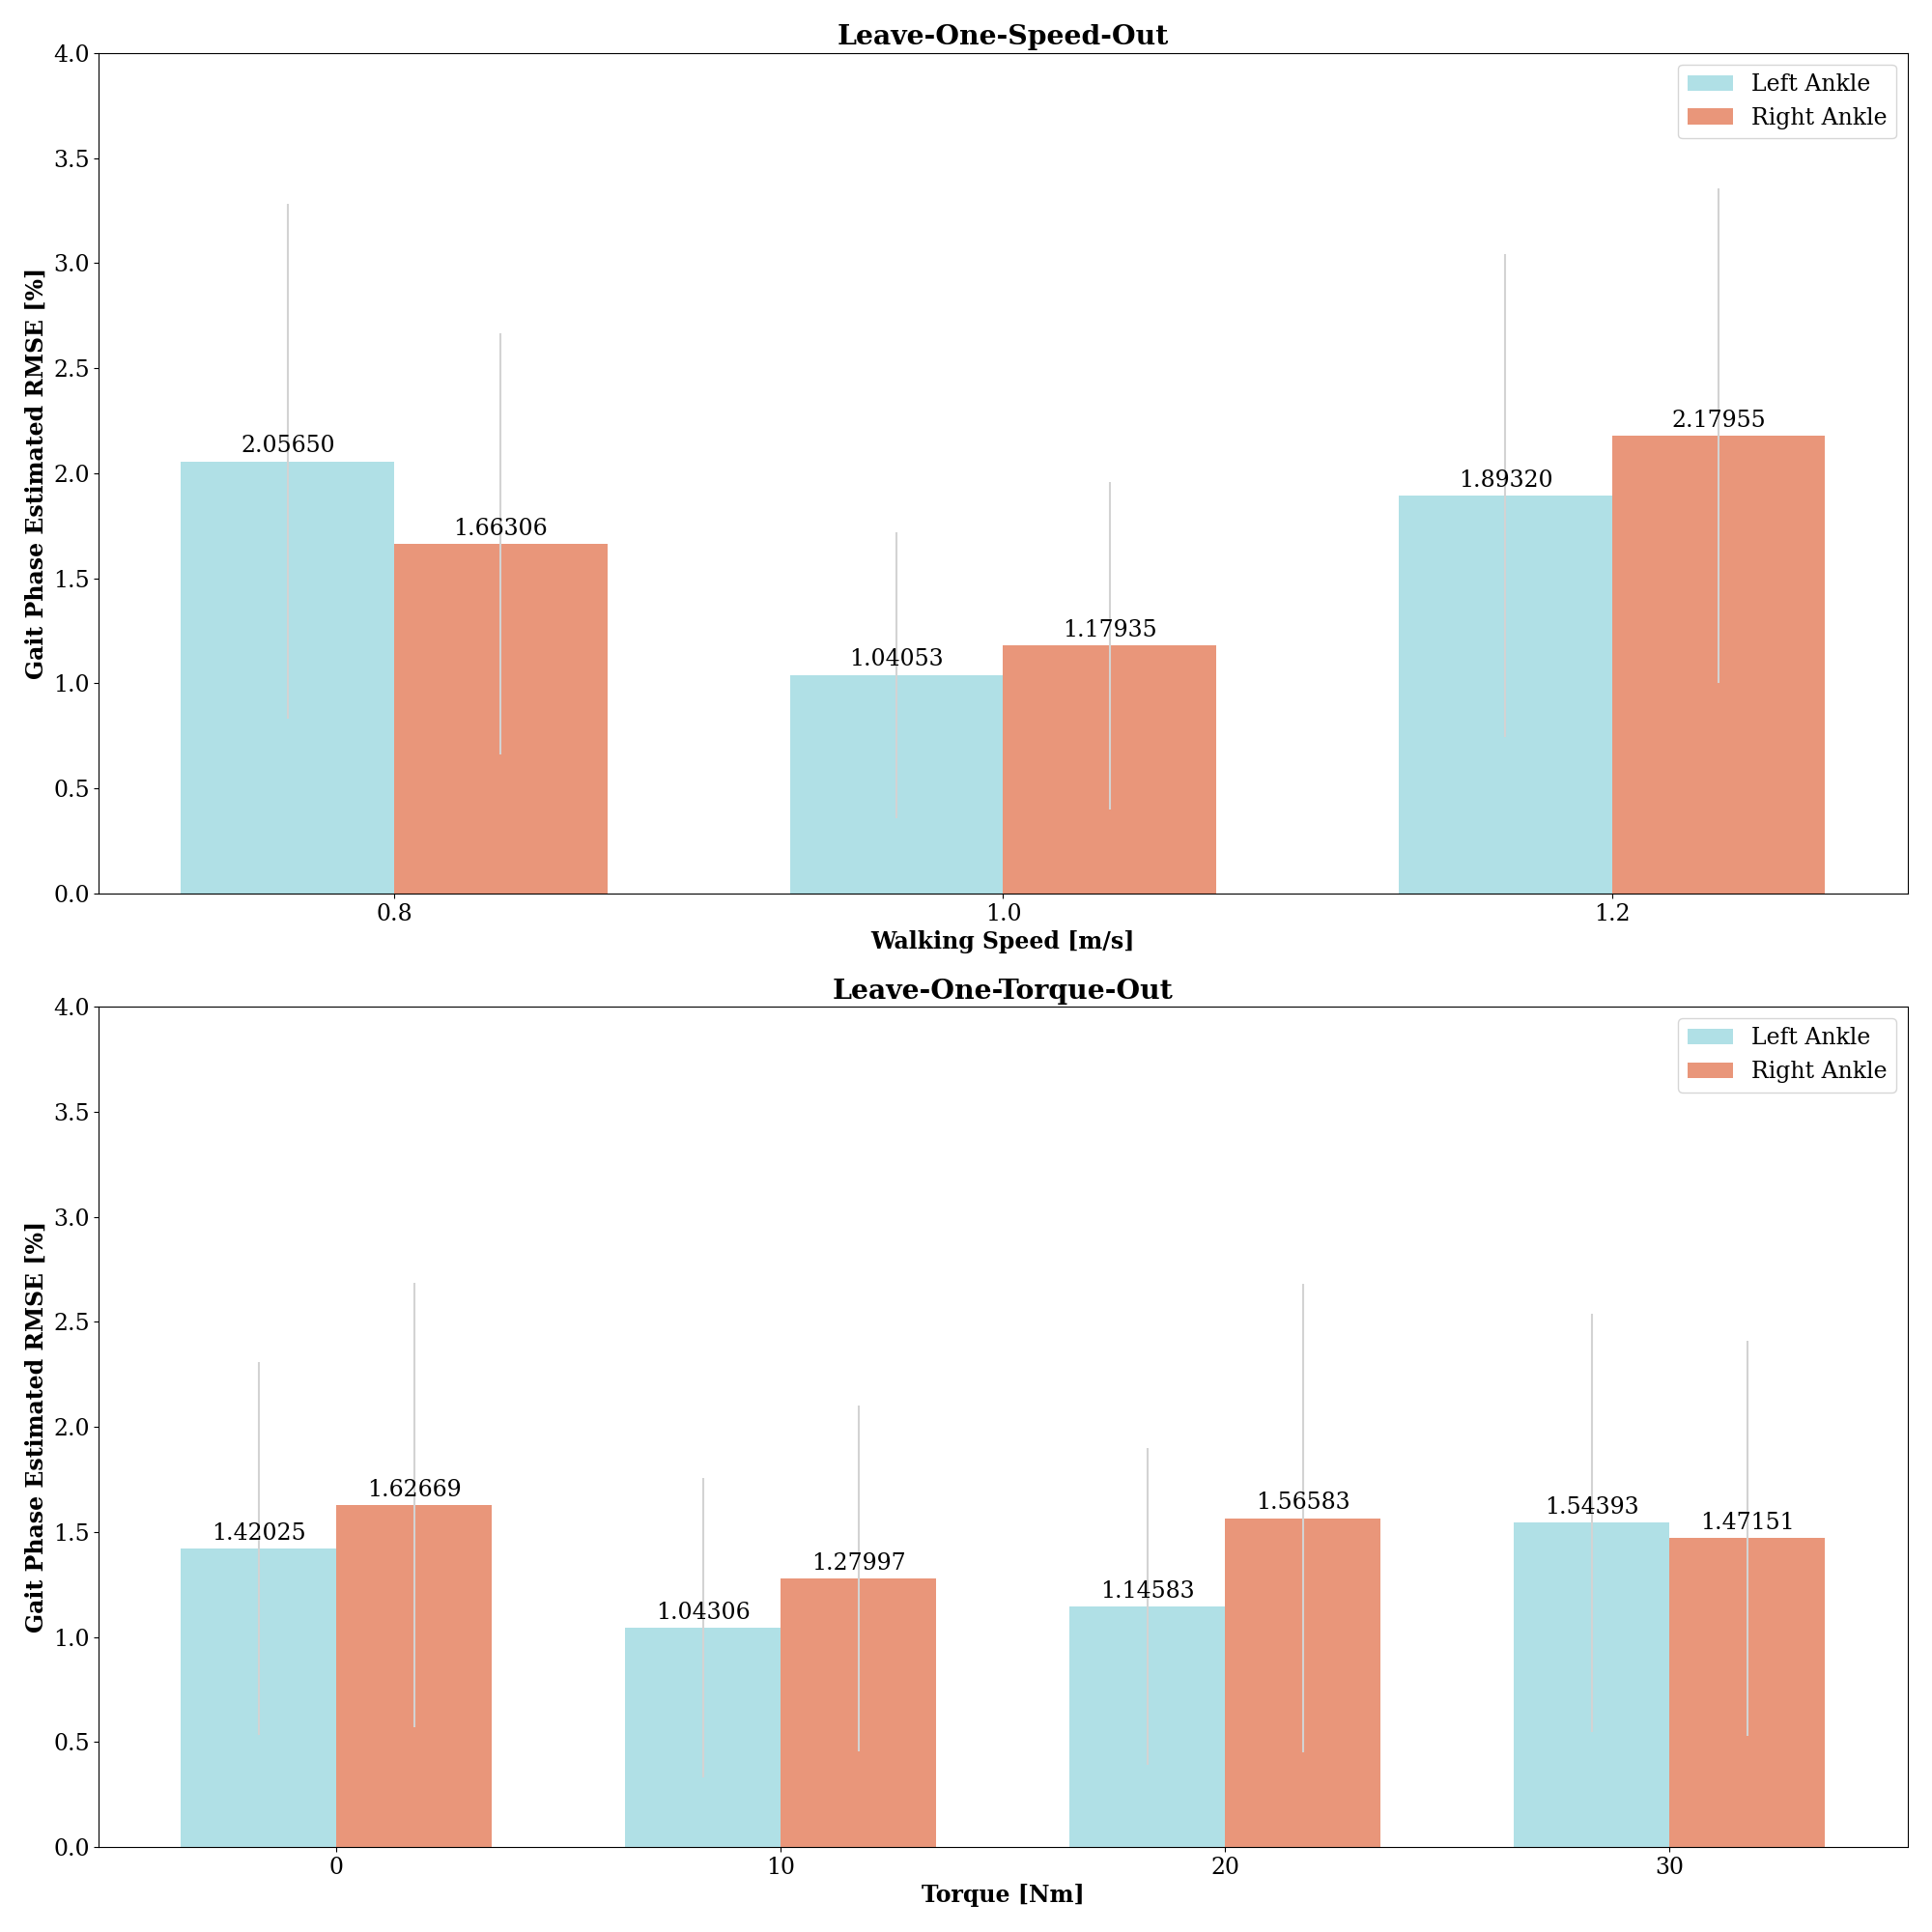 Leave-One-Speed-Out
4.0
3.5
3.0
2.5
2.0
1.5
1.0
0.5
0.0
Gait Phase Estimated RMSE [%]
Left Ankle
Right Ankle
2.05650
1.66306
1.04053
1.17935
1.89320
2.17955
0.8 1.0 1.2
Walking Speed [m/s]
Leave-One-Torque-Out
4.0
3.5
3.0
2.5
2.0
1.5
1.0
0.5
0.0
Gait Phase Estimated RMSE [%]
Left Ankle
Right Ankle
1.42025
1.62669
1.04306
1.27997
1.14583
1.56583
1.54393
1.47151
0 10 20 30
Torque [Nm]